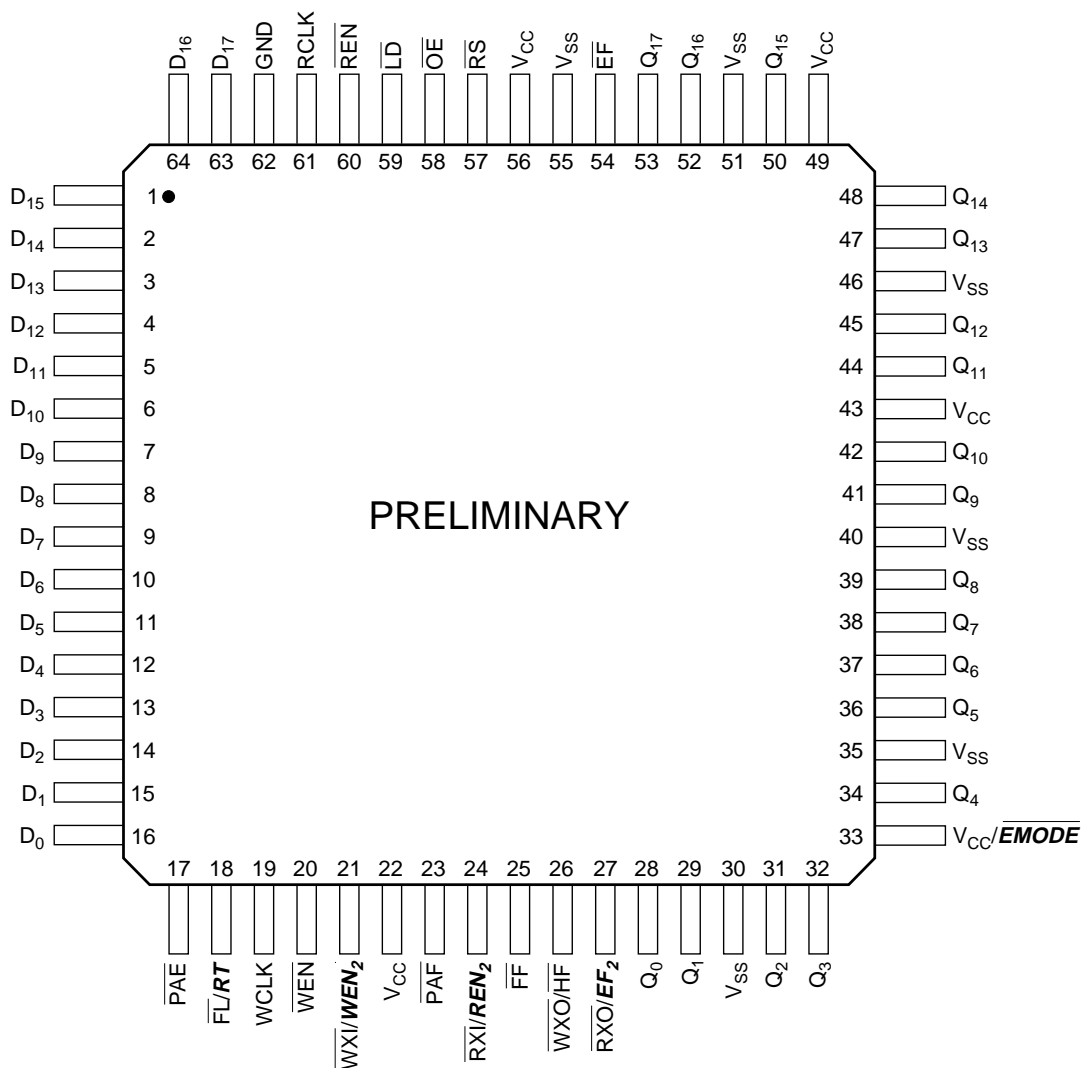 D16
D17
GND
RCLK
REN
LD
OE
RS
VCC
VSS
EF
Q17
Q16
VSS
Q15
VCC
64 63 62 61 60 59 58 57 56 55 54 53 52 51 50 49
D15 1 48 Q14
D14 2 47 Q13
D13 3 46 VSS
D12 4 45 Q12
D11 5 44 Q11
D10 6 43 VCC
D9 7 42 Q10
D8 8 41 Q9
PRELIMINARY
D7 9 40 VSS
D6 10 39 Q8
D5 11 38 Q7
D4 12 37 Q6
D3 13 36 Q5
D2 14 35 VSS
D1 15 34 Q4
D0 16 33 VCC/EMODE
17 18 19 20 21 22 23 24 25 26 27 28 29 30 31 32
PAE
FL/RT
WCLK
WEN
WXI/WEN2
VCC
PAF
RXI/REN2
FF
WXO/HF
RXO/EF2
Q0
Q1
VSS
Q2
Q3